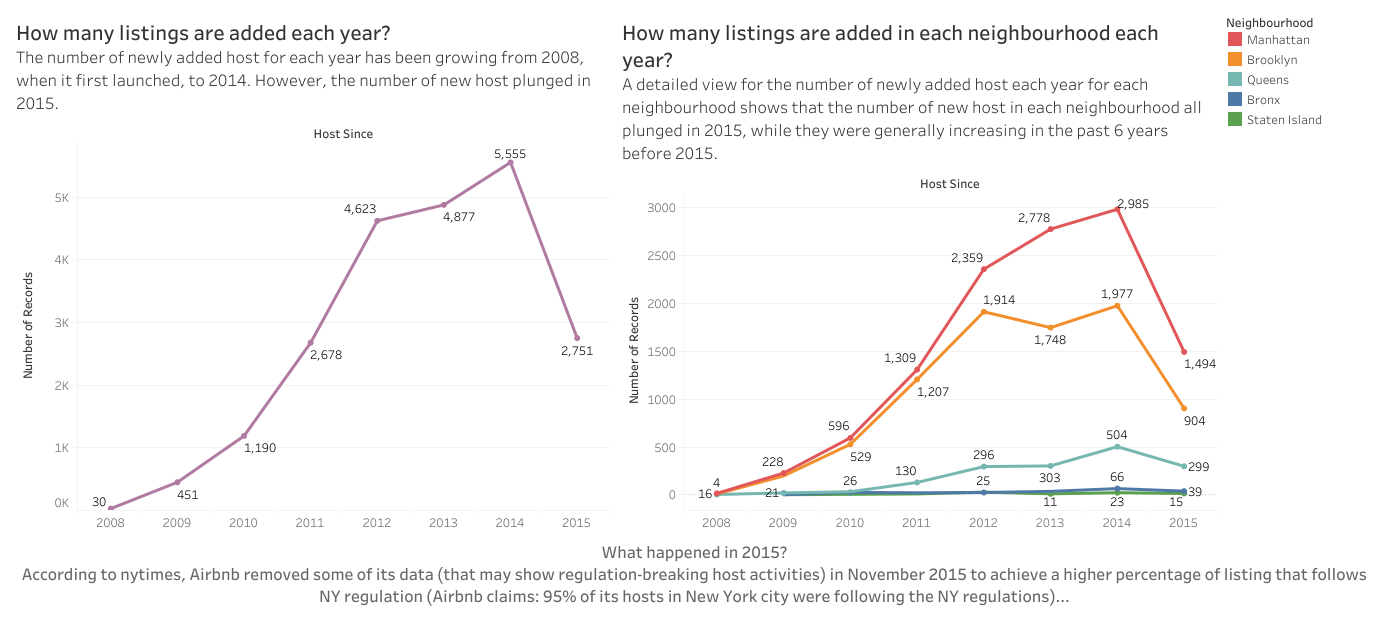 How many listings are added each year?
The number of newly added host for each year has been growing from 2008,
when it first launched, to 2014. However, the number of new host plunged in
2015.
Host Since
Number of Records
5K
4K
3K
2K
1K
0K
30
451
1,190
2,678
4,623
4,877
5,555
2,751
2008 2009 2010 2011 2012 2013 2014 2015
How many listings are added in each neighbourhood each
year?
A detailed view for the number of newly added host each year for each
neighbourhood shows that the number of new host in each neighbourhood all
plunged in 2015, while they were generally increasing in the past 6 years
before 2015.
Host Since
Number of Records
3000
2500
2000
1500
1000
500
0
2,985
2,778
2,359
1,914
1,977
1,748
1,494
1,309
1,207
904
596
529
504
228
130
296
303
299
4
16
21
26
25
66
39
11
23
15
2008 2009 2010 2011 2012 2013 2014 2015
Neighbourhood
Manhattan
Brooklyn
Queens
Bronx
Staten Island
What happened in 2015?
According to nytimes, Airbnb removed some of its data (that may show regulation-breaking host activities) in November 2015 to achieve a higher percentage of listing that follows
NY regulation (Airbnb claims: 95% of its hosts in New York city were following the NY regulations)...